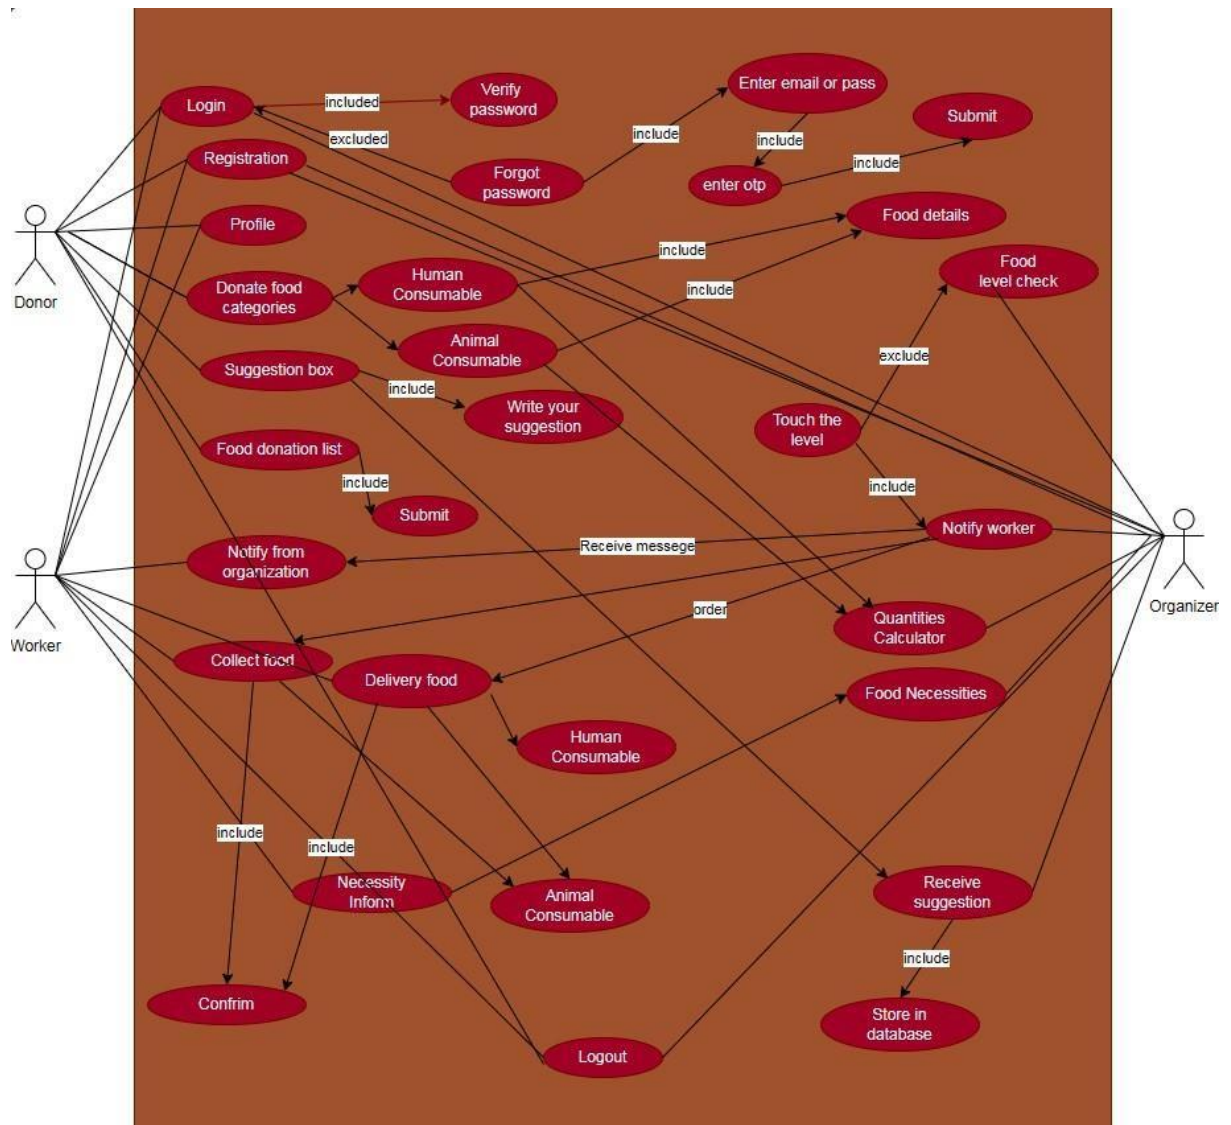 Enter email or pass
Verify
password
included
Login
Submit
excluded
include
include
Registration
include
Forgot
password
enter otp
Food details
Profile
include
Food
level check
Human
Consumable
Donate food
categories
include
Donor
Animal
Consumable
exclude
Suggestion box
include
Write your
suggestion
Touch the
level
Food donation list
include
include
Submit
Notify worker
Notify from
organization
Receive messege
Organizer
order
Quantities
Calculator
Worker
Collect food
Delivery food
Food Necessities
Human
Consumable
include
include
Necessity
Inform
Animal
Consumable
Receive
suggestion
include
Confrim
Store in
database
Logout